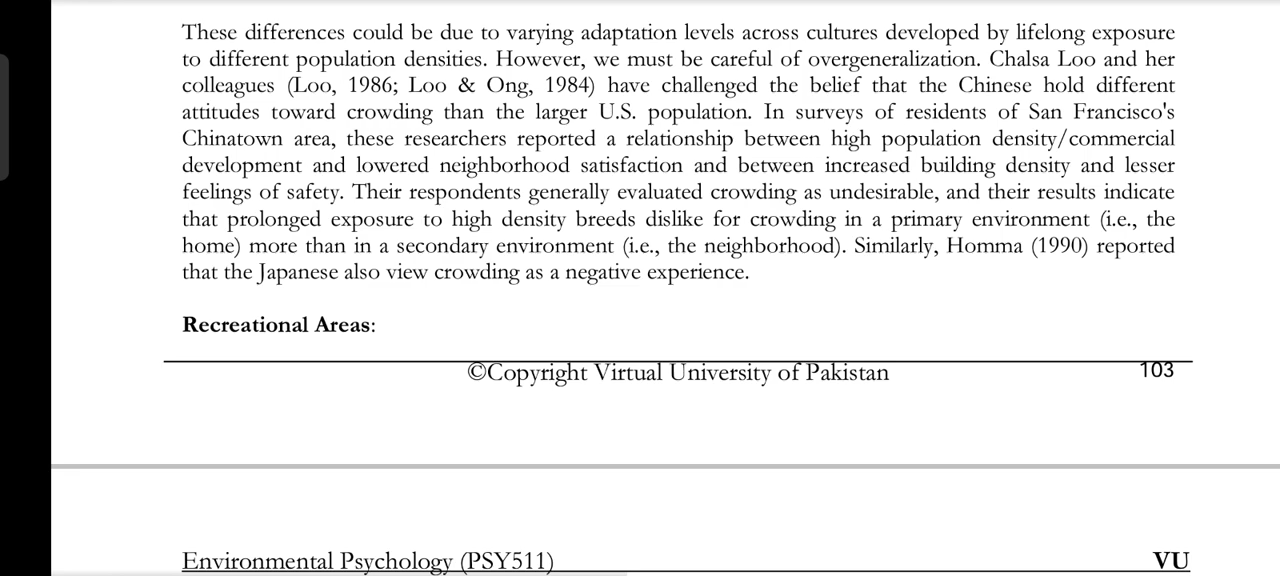 These differences could be due to varying adaptation levels across cultures developed by lifelong exposure
to different population densities. However, we must be careful of overgeneralization. Chalsa Loo and her
colleagues (Loo, 1986; Loo & Ong, 1984) have challenged the belief that the Chinese hold different
attitudes toward crowding than the larger U.S. population. In surveys of residents of San Francisco's
Chinatown area, these researchers reported a relationship between high population density/commercial
development and lowered neighborhood satisfaction and between increased building density and lesser
feelings of safety. Their respondents generally evaluated crowding as undesirable, and their results indicate
that prolonged exposure to high density breeds dislike for crowding in a primary environment (i.e., the
home) more than in a secondary environment (i.e., the neighborhood). Similarly, Homma (1990) reported
that the Japanese also view crowding as a negative experience.
Recreational Areas:
©Copyright Virtual University of Pakistan 103
Environmental Psychology (PSY511) VU